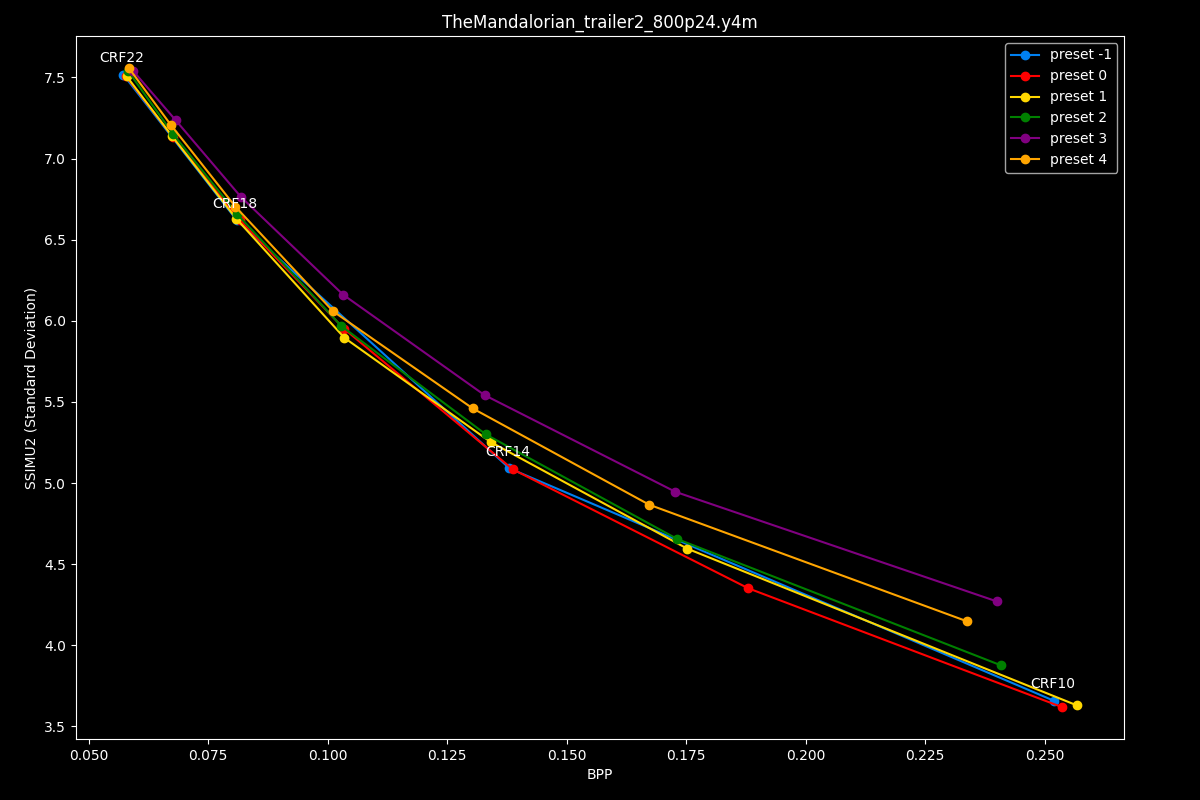 TheMandalorian_trailer2_800p24.y4m
CRF22
preset -1
preset 0
preset 1
preset 2
preset 3
preset 4
7.5
7.0
6.5
6.0
5.5
5.0
4.5
4.0
3.5
SSIMU2 (Standard Deviation)
CRF18
CRF14
CRF10
0.050 0.075 0.100 0.125 0.150 0.175 0.200 0.225 0.250
BPP